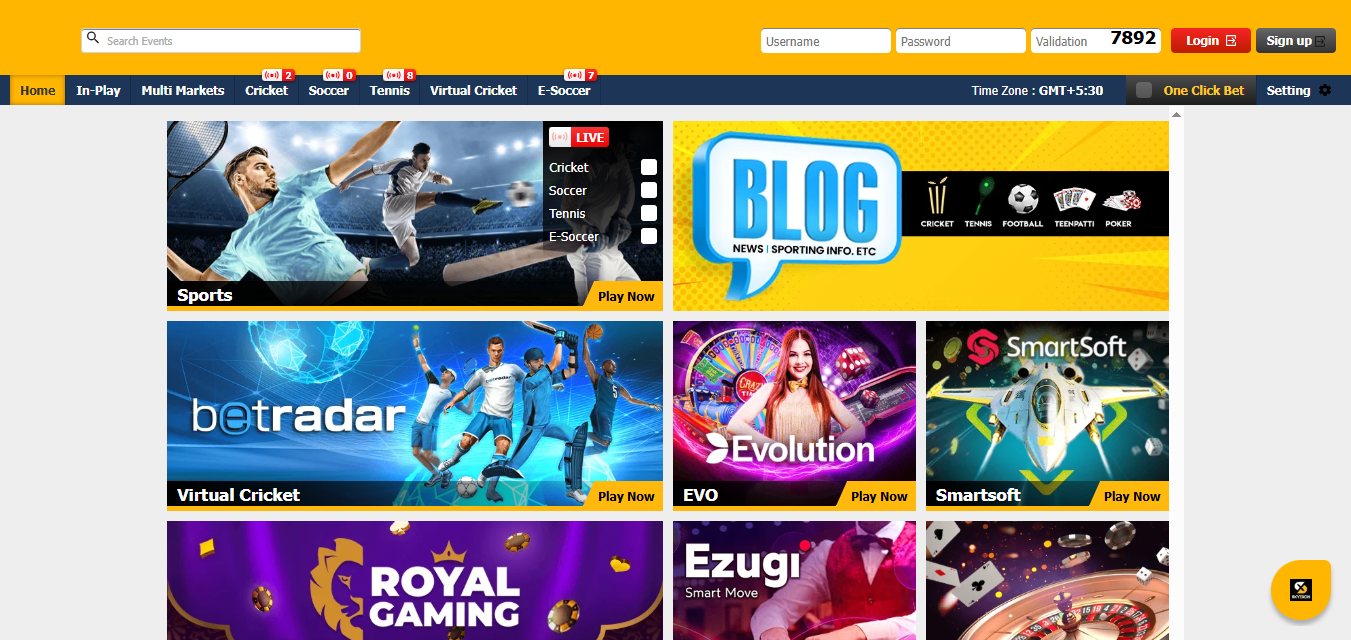 Search Events
Username
Password
Validation 7892
Login
Sign up
2
0
8
7
Home
In-Play
Multi Markets
Cricket
Soccer
Tennis
Virtual Cricket
E-Soccer
Time Zone : GMT+5:30
One Click Bet
Setting
LIVE
Cricket
Soccer
Tennis
E-Soccer
Sports
Play Now
BLOG
NEWS | SPORTING INFO. ETC
CRICKET
TENNIS
FOOTBALL
TEENPATTI
POKER
betradar
betradar
Virtual Cricket
Play Now
CRAZY
TIME
Evolution
EVO
Play Now
SmartSoft
Smartsoft
Play Now
ROYAL
GAMING
Ezugi
Smart Move